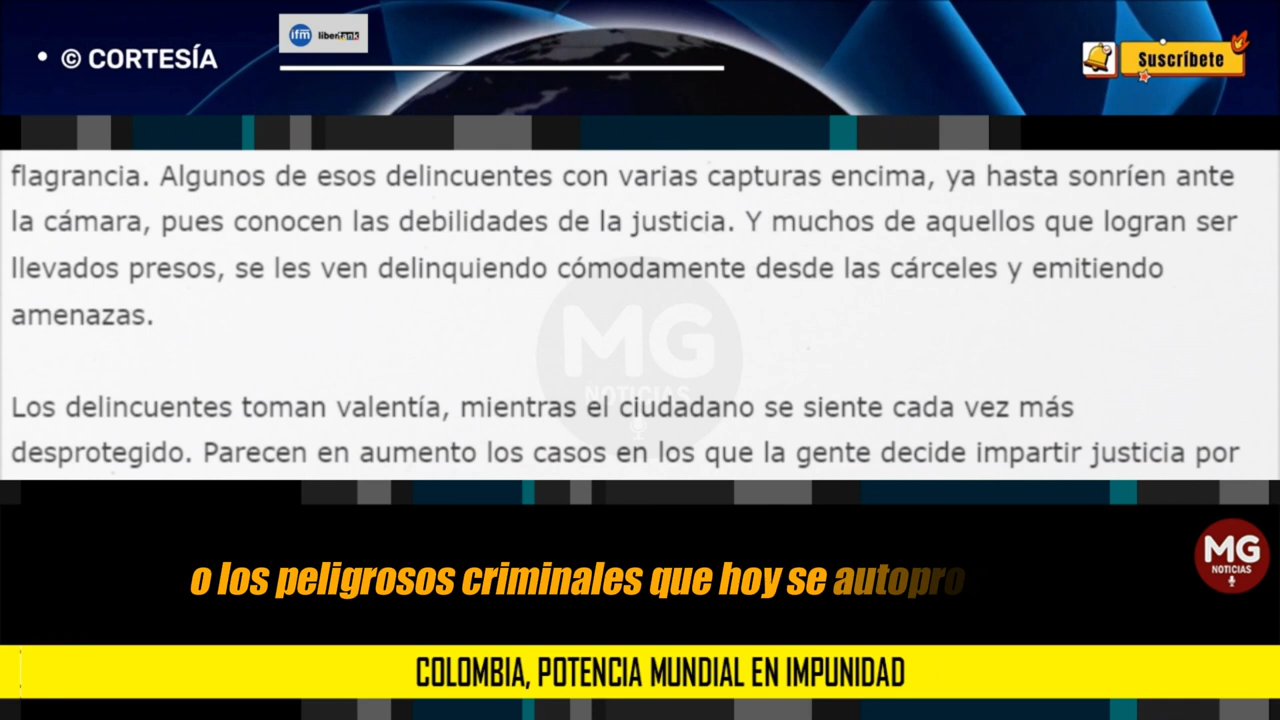 • © CORTESÍA
ifm libertank
Suscríbete
flagrancia. Algunos de esos delincuentes con varias capturas encima, ya hasta sonríen ante
la cámara, pues conocen las debilidades de la justicia. Y muchos de aquellos que logran ser
llevados presos, se les ven delinquiendo cómodamente desde las cárceles y emitiendo
amenazas.
MG
NOTICIAS
Los delincuentes toman valentía, mientras el ciudadano se siente cada vez más
desprotegido. Parecen en aumento los casos en los que la gente decide impartir justicia por
MG
NOTICIAS
o los peligrosos criminales que hoy se autopro
COLOMBIA, POTENCIA MUNDIAL EN IMPUNIDAD